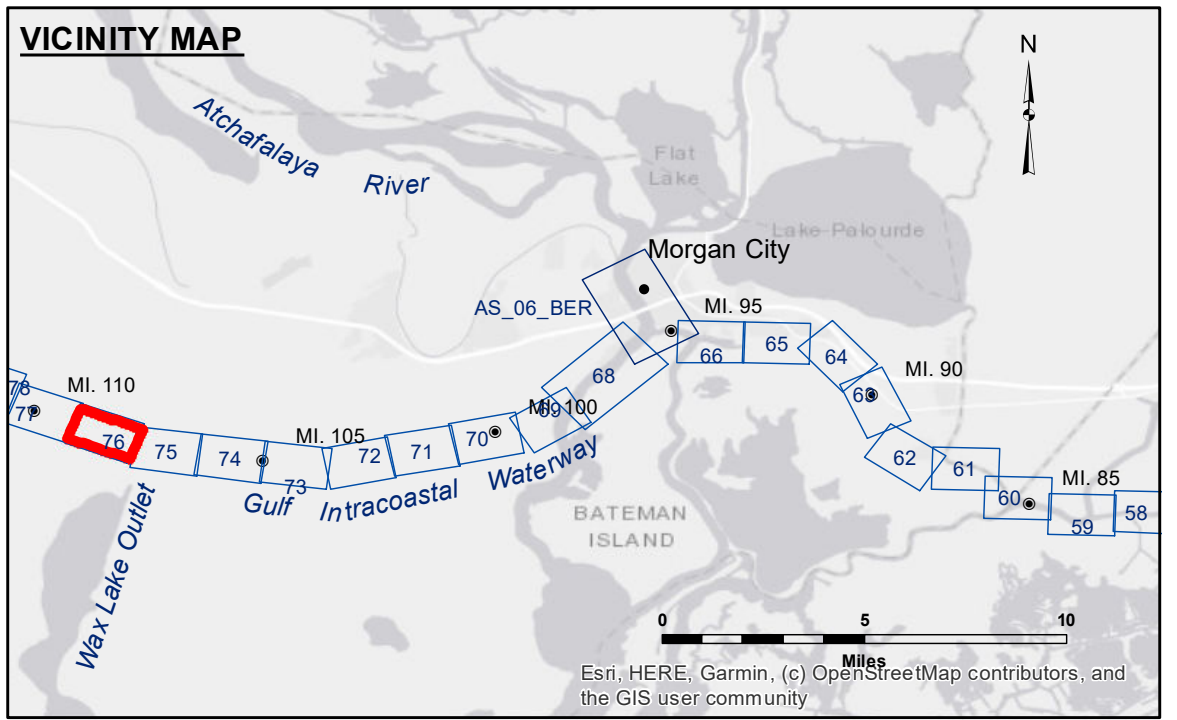 VICINITY MAP
N
Atchafalaya
River
Flat
Lake
Lake Palourde
Morgan City
AS_06_BER
MI. 95
66
65
64
68
MI. 90
63
78
MI. 110
77
76
75
74
MI. 105
73
72
71
70
69
MI. 100
62
61
60
MI. 85
59
58
Gulf Intracoastal Waterway
Wax Lake Outlet
BATEMAN
ISLAND
0 5 10
Miles
Esri, HERE, Garmin, (c) OpenStreetMap contributors, and
the GIS user community